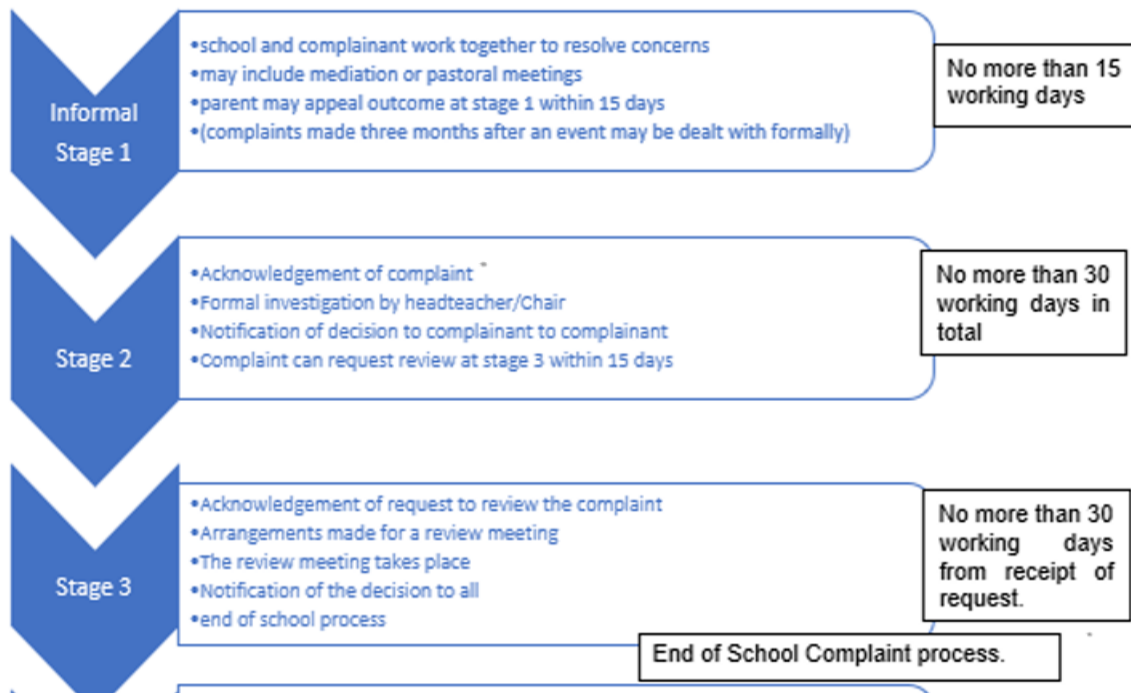 Informal
Stage 1
•school and complainant work together to resolve concerns
•may include mediation or pastoral meetings
•parent may appeal outcome at stage 1 within 15 days
•(complaints made three months after an event may be dealt with formally)
No more than 15
working days
Stage 2
•Acknowledgement of complaint
•Formal investigation by headteacher/Chair
•Notification of decision to complainant to complainant
•Complaint can request review at stage 3 within 15 days
No more than 30
working days in
total
Stage 3
•Acknowledgement of request to review the complaint
•Arrangements made for a review meeting
•The review meeting takes place
•Notification of the decision to all
•end of school process
No more than 30
working days
from receipt of
request.
End of School Complaint process.